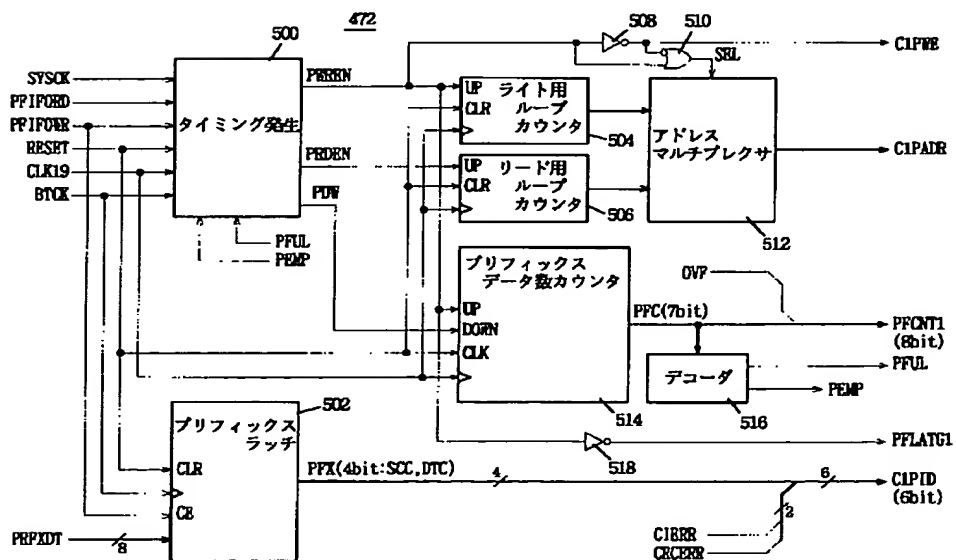 472
500
508
510
C1PWE
SEL
SYSCK
PFIFORD
PFIFOWR
RESET
CLK19
BTCK
タイミング発生
PWREN
PRDEN
PDW
PFUL
PEMP
UP
CLR
ライト用
ループ
カウンタ
504
UP
CLR
リード用
ループ
カウンタ
506
アドレス
マルチプレクサ
512
C1PADR
プリフィックス
データ数カウンタ
UP
DOWN
CLK
514
OVF
PFC(7bit)
PFCNT1
(8bit)
デコーダ
516
PFUL
PEMP
518
PFLATG1
502
プリフィックス
ラッチ
CLR
CE
PFX(4bit:SCC,DTC)
4
6
C1PID
(6bit)
2
C1ERR
CRCERR
PRFXDT
8